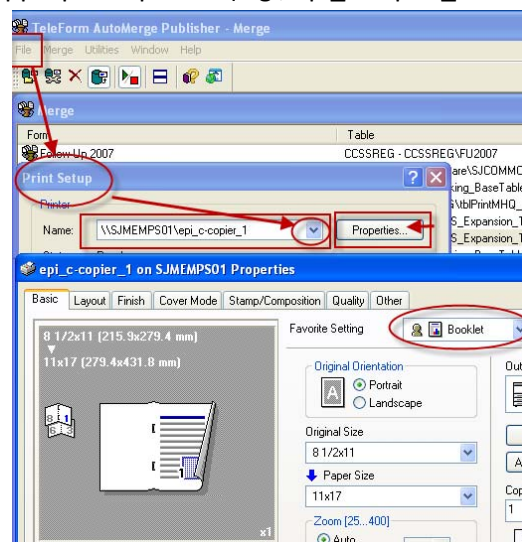 TeleForm AutoMerge Publisher - Merge
File Merge Utilities Window Help
Merge
Form Table
Follow Up 2007 CCSSREG - CCSSREG\FU2007
Print Setup
Printer
Name: \\SJMEMPS01\epi_c-copier_1 Properties...
epi_c-copier_1 on SJMEMPS01 Properties
Basic Layout Finish Cover Mode Stamp/Composition Quality Other
8 1/2x11 (215.9x279.4 mm)
11x17 (279.4x431.8 mm)
Favorite Setting Booklet
Original Orientation
Portrait
Landscape
Original Size
8 1/2x11
Paper Size
11x17
Zoom [25...400]
Auto
x1
1